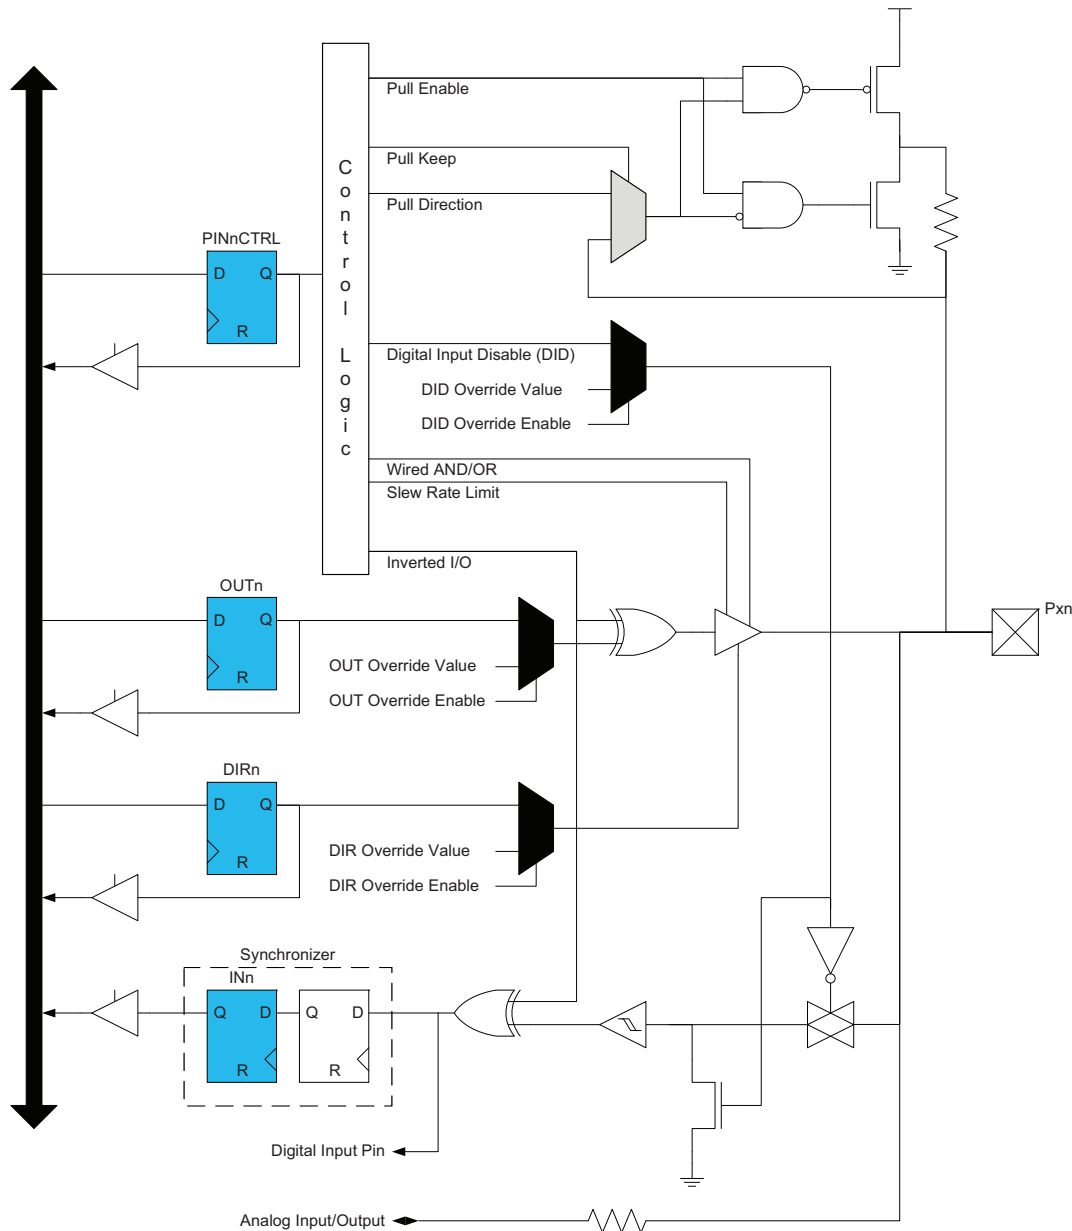 Pull Enable
Pull Keep
Pull Direction
Control Logic
PINnCTRL
D Q
R
Digital Input Disable (DID)
DID Override Value
DID Override Enable
Wired AND/OR
Slew Rate Limit
Inverted I/O
OUTn
D Q
R
Pxn
OUT Override Value
OUT Override Enable
DIRn
D Q
R
DIR Override Value
DIR Override Enable
Synchronizer
INn
Q D
R
Q D
R
Digital Input Pin
Analog Input/Output